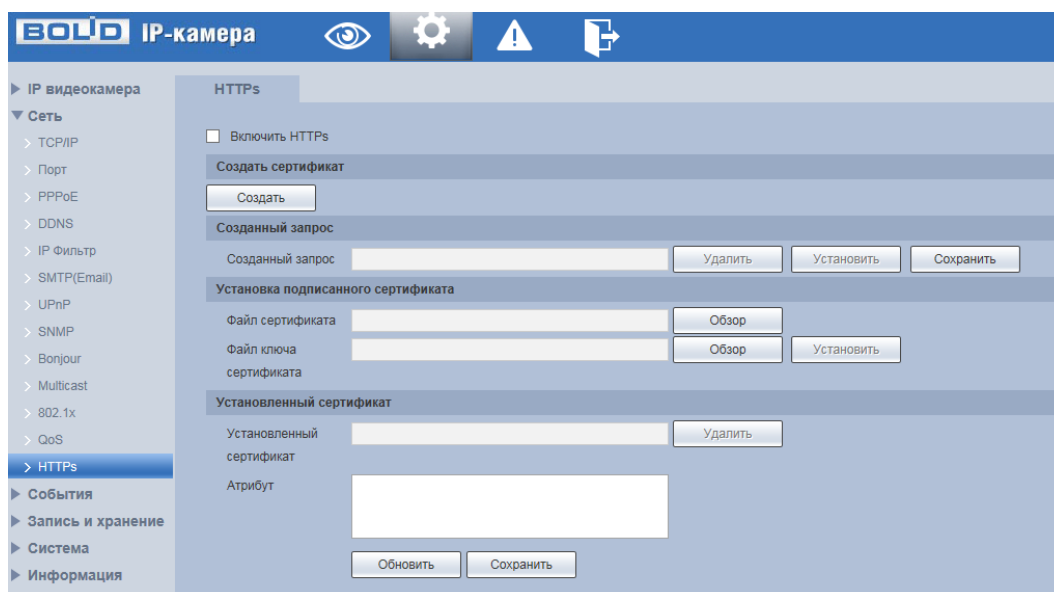 BOLID IP-камера
IP видеокамера
Сеть
TCP/IP
Порт
PPPoE
DDNS
IP Фильтр
SMTP(Email)
UPnP
SNMP
Bonjour
Multicast
802.1x
QoS
HTTPs
События
Запись и хранение
Система
Информация
HTTPs
Включить HTTPs
Создать сертификат
Создать
Созданный запрос
Созданный запрос Удалить Установить Сохранить
Установка подписанного сертификата
Файл сертификата Обзор
Файл ключа Обзор Установить
сертификата
Установленный сертификат
Установленный Удалить
сертификат
Атрибут
Обновить Сохранить